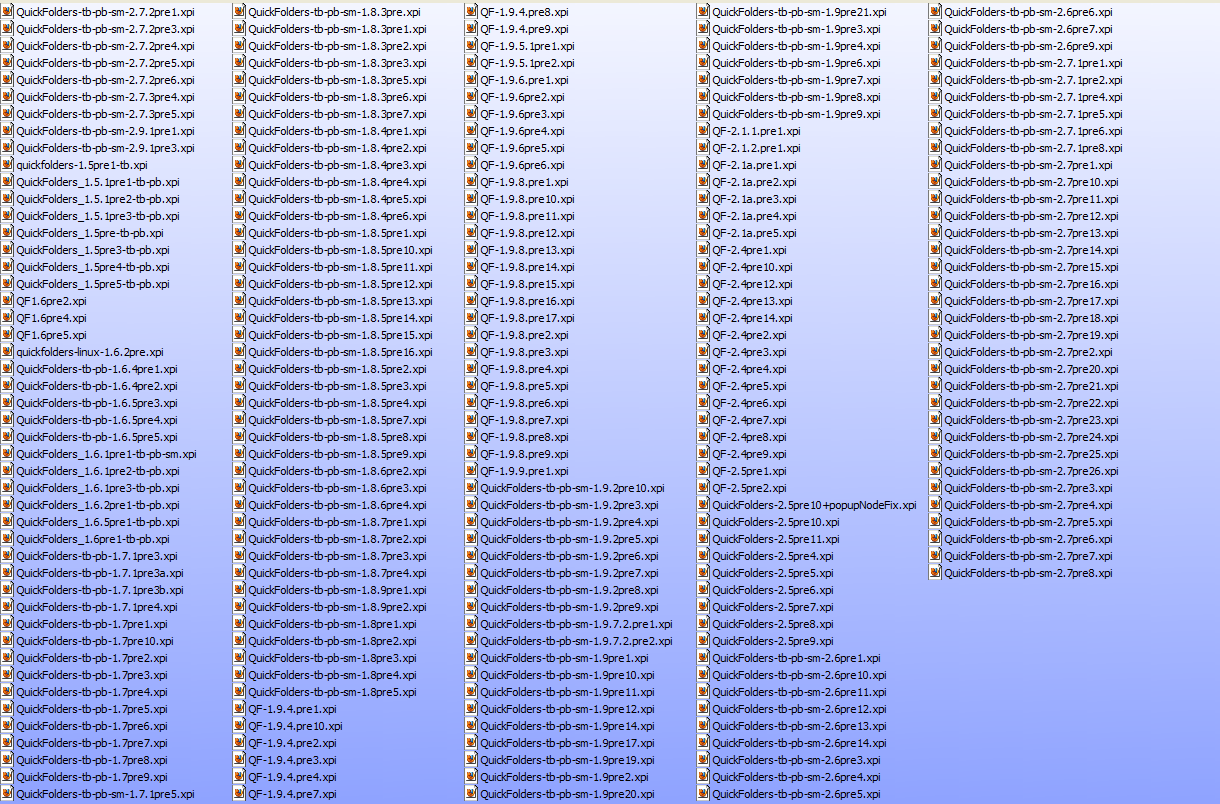 QuickFolders-tb-pb-sm-2.7.2pre1.xpi
QuickFolders-tb-pb-sm-2.7.2pre3.xpi
QuickFolders-tb-pb-sm-2.7.2pre4.xpi
QuickFolders-tb-pb-sm-2.7.2pre5.xpi
QuickFolders-tb-pb-sm-2.7.2pre6.xpi
QuickFolders-tb-pb-sm-2.7.3pre4.xpi
QuickFolders-tb-pb-sm-2.7.3pre5.xpi
QuickFolders-tb-pb-sm-2.9.1pre1.xpi
QuickFolders-tb-pb-sm-2.9.1pre3.xpi
quickfolders-1.5pre1-tb.xpi
QuickFolders_1.5.1pre1-tb-pb.xpi
QuickFolders_1.5.1pre2-tb-pb.xpi
QuickFolders_1.5.1pre3-tb-pb.xpi
QuickFolders_1.5pre-tb-pb.xpi
QuickFolders_1.5pre3-tb-pb.xpi
QuickFolders_1.5pre4-tb-pb.xpi
QuickFolders_1.5pre5-tb-pb.xpi
QF1.6pre2.xpi
QF1.6pre4.xpi
QF1.6pre5.xpi
quickfolders-linux-1.6.2pre.xpi
QuickFolders-tb-pb-1.6.4pre1.xpi
QuickFolders-tb-pb-1.6.4pre2.xpi
QuickFolders-tb-pb-1.6.5pre3.xpi
QuickFolders-tb-pb-1.6.5pre4.xpi
QuickFolders-tb-pb-1.6.5pre5.xpi
QuickFolders_1.6.1pre1-tb-pb-sm.xpi
QuickFolders_1.6.1pre2-tb-pb.xpi
QuickFolders_1.6.1pre3-tb-pb.xpi
QuickFolders_1.6.2pre1-tb-pb.xpi
QuickFolders_1.6.5pre1-tb-pb.xpi
QuickFolders_1.6pre1-tb-pb.xpi
QuickFolders-tb-pb-1.7.1pre3.xpi
QuickFolders-tb-pb-1.7.1pre3a.xpi
QuickFolders-tb-pb-1.7.1pre3b.xpi
QuickFolders-tb-pb-1.7.1pre4.xpi
QuickFolders-tb-pb-1.7pre1.xpi
QuickFolders-tb-pb-1.7pre10.xpi
QuickFolders-tb-pb-1.7pre2.xpi
QuickFolders-tb-pb-1.7pre3.xpi
QuickFolders-tb-pb-1.7pre4.xpi
QuickFolders-tb-pb-1.7pre5.xpi
QuickFolders-tb-pb-1.7pre6.xpi
QuickFolders-tb-pb-1.7pre7.xpi
QuickFolders-tb-pb-1.7pre8.xpi
QuickFolders-tb-pb-1.7pre9.xpi
QuickFolders-tb-pb-sm-1.7.1pre5.xpi
QuickFolders-tb-pb-sm-1.8.3pre.xpi
QuickFolders-tb-pb-sm-1.8.3pre1.xpi
QuickFolders-tb-pb-sm-1.8.3pre2.xpi
QuickFolders-tb-pb-sm-1.8.3pre3.xpi
QuickFolders-tb-pb-sm-1.8.3pre5.xpi
QuickFolders-tb-pb-sm-1.8.3pre6.xpi
QuickFolders-tb-pb-sm-1.8.3pre7.xpi
QuickFolders-tb-pb-sm-1.8.4pre1.xpi
QuickFolders-tb-pb-sm-1.8.4pre2.xpi
QuickFolders-tb-pb-sm-1.8.4pre3.xpi
QuickFolders-tb-pb-sm-1.8.4pre4.xpi
QuickFolders-tb-pb-sm-1.8.4pre5.xpi
QuickFolders-tb-pb-sm-1.8.4pre6.xpi
QuickFolders-tb-pb-sm-1.8.5pre1.xpi
QuickFolders-tb-pb-sm-1.8.5pre10.xpi
QuickFolders-tb-pb-sm-1.8.5pre11.xpi
QuickFolders-tb-pb-sm-1.8.5pre12.xpi
QuickFolders-tb-pb-sm-1.8.5pre13.xpi
QuickFolders-tb-pb-sm-1.8.5pre14.xpi
QuickFolders-tb-pb-sm-1.8.5pre15.xpi
QuickFolders-tb-pb-sm-1.8.5pre16.xpi
QuickFolders-tb-pb-sm-1.8.5pre2.xpi
QuickFolders-tb-pb-sm-1.8.5pre3.xpi
QuickFolders-tb-pb-sm-1.8.5pre4.xpi
QuickFolders-tb-pb-sm-1.8.5pre7.xpi
QuickFolders-tb-pb-sm-1.8.5pre8.xpi
QuickFolders-tb-pb-sm-1.8.5pre9.xpi
QuickFolders-tb-pb-sm-1.8.6pre2.xpi
QuickFolders-tb-pb-sm-1.8.6pre3.xpi
QuickFolders-tb-pb-sm-1.8.6pre4.xpi
QuickFolders-tb-pb-sm-1.8.7pre1.xpi
QuickFolders-tb-pb-sm-1.8.7pre2.xpi
QuickFolders-tb-pb-sm-1.8.7pre3.xpi
QuickFolders-tb-pb-sm-1.8.7pre4.xpi
QuickFolders-tb-pb-sm-1.8.9pre1.xpi
QuickFolders-tb-pb-sm-1.8.9pre2.xpi
QuickFolders-tb-pb-sm-1.8pre1.xpi
QuickFolders-tb-pb-sm-1.8pre2.xpi
QuickFolders-tb-pb-sm-1.8pre3.xpi
QuickFolders-tb-pb-sm-1.8pre4.xpi
QuickFolders-tb-pb-sm-1.8pre5.xpi
QF-1.9.4.pre1.xpi
QF-1.9.4.pre10.xpi
QF-1.9.4.pre2.xpi
QF-1.9.4.pre3.xpi
QF-1.9.4.pre4.xpi
QF-1.9.4.pre7.xpi
QF-1.9.4.pre8.xpi
QF-1.9.4.pre9.xpi
QF-1.9.5.1pre1.xpi
QF-1.9.5.1pre2.xpi
QF-1.9.6.pre1.xpi
QF-1.9.6pre2.xpi
QF-1.9.6pre3.xpi
QF-1.9.6pre4.xpi
QF-1.9.6pre5.xpi
QF-1.9.6pre6.xpi
QF-1.9.8.pre1.xpi
QF-1.9.8.pre10.xpi
QF-1.9.8.pre11.xpi
QF-1.9.8.pre12.xpi
QF-1.9.8.pre13.xpi
QF-1.9.8.pre14.xpi
QF-1.9.8.pre15.xpi
QF-1.9.8.pre16.xpi
QF-1.9.8.pre17.xpi
QF-1.9.8.pre2.xpi
QF-1.9.8.pre3.xpi
QF-1.9.8.pre4.xpi
QF-1.9.8.pre5.xpi
QF-1.9.8.pre6.xpi
QF-1.9.8.pre7.xpi
QF-1.9.8.pre8.xpi
QF-1.9.8.pre9.xpi
QF-1.9.9.pre1.xpi
QuickFolders-tb-pb-sm-1.9.2pre10.xpi
QuickFolders-tb-pb-sm-1.9.2pre3.xpi
QuickFolders-tb-pb-sm-1.9.2pre4.xpi
QuickFolders-tb-pb-sm-1.9.2pre5.xpi
QuickFolders-tb-pb-sm-1.9.2pre6.xpi
QuickFolders-tb-pb-sm-1.9.2pre7.xpi
QuickFolders-tb-pb-sm-1.9.2pre8.xpi
QuickFolders-tb-pb-sm-1.9.2pre9.xpi
QuickFolders-tb-pb-sm-1.9.7.2.pre1.xpi
QuickFolders-tb-pb-sm-1.9.7.2.pre2.xpi
QuickFolders-tb-pb-sm-1.9pre1.xpi
QuickFolders-tb-pb-sm-1.9pre10.xpi
QuickFolders-tb-pb-sm-1.9pre11.xpi
QuickFolders-tb-pb-sm-1.9pre12.xpi
QuickFolders-tb-pb-sm-1.9pre14.xpi
QuickFolders-tb-pb-sm-1.9pre17.xpi
QuickFolders-tb-pb-sm-1.9pre19.xpi
QuickFolders-tb-pb-sm-1.9pre2.xpi
QuickFolders-tb-pb-sm-1.9pre20.xpi
QuickFolders-tb-pb-sm-1.9pre21.xpi
QuickFolders-tb-pb-sm-1.9pre3.xpi
QuickFolders-tb-pb-sm-1.9pre4.xpi
QuickFolders-tb-pb-sm-1.9pre6.xpi
QuickFolders-tb-pb-sm-1.9pre7.xpi
QuickFolders-tb-pb-sm-1.9pre8.xpi
QuickFolders-tb-pb-sm-1.9pre9.xpi
QF-2.1.1.pre1.xpi
QF-2.1.2.pre1.xpi
QF-2.1a.pre1.xpi
QF-2.1a.pre2.xpi
QF-2.1a.pre3.xpi
QF-2.1a.pre4.xpi
QF-2.1a.pre5.xpi
QF-2.4pre1.xpi
QF-2.4pre10.xpi
QF-2.4pre12.xpi
QF-2.4pre13.xpi
QF-2.4pre14.xpi
QF-2.4pre2.xpi
QF-2.4pre3.xpi
QF-2.4pre4.xpi
QF-2.4pre5.xpi
QF-2.4pre6.xpi
QF-2.4pre7.xpi
QF-2.4pre8.xpi
QF-2.4pre9.xpi
QF-2.5pre1.xpi
QF-2.5pre2.xpi
QuickFolders-2.5pre10+popupNodeFix.xpi
QuickFolders-2.5pre10.xpi
QuickFolders-2.5pre11.xpi
QuickFolders-2.5pre4.xpi
QuickFolders-2.5pre5.xpi
QuickFolders-2.5pre6.xpi
QuickFolders-2.5pre7.xpi
QuickFolders-2.5pre8.xpi
QuickFolders-2.5pre9.xpi
QuickFolders-tb-pb-sm-2.6pre1.xpi
QuickFolders-tb-pb-sm-2.6pre10.xpi
QuickFolders-tb-pb-sm-2.6pre11.xpi
QuickFolders-tb-pb-sm-2.6pre12.xpi
QuickFolders-tb-pb-sm-2.6pre13.xpi
QuickFolders-tb-pb-sm-2.6pre14.xpi
QuickFolders-tb-pb-sm-2.6pre3.xpi
QuickFolders-tb-pb-sm-2.6pre4.xpi
QuickFolders-tb-pb-sm-2.6pre5.xpi
QuickFolders-tb-pb-sm-2.6pre6.xpi
QuickFolders-tb-pb-sm-2.6pre7.xpi
QuickFolders-tb-pb-sm-2.6pre9.xpi
QuickFolders-tb-pb-sm-2.7.1pre1.xpi
QuickFolders-tb-pb-sm-2.7.1pre2.xpi
QuickFolders-tb-pb-sm-2.7.1pre4.xpi
QuickFolders-tb-pb-sm-2.7.1pre5.xpi
QuickFolders-tb-pb-sm-2.7.1pre6.xpi
QuickFolders-tb-pb-sm-2.7.1pre8.xpi
QuickFolders-tb-pb-sm-2.7pre1.xpi
QuickFolders-tb-pb-sm-2.7pre10.xpi
QuickFolders-tb-pb-sm-2.7pre11.xpi
QuickFolders-tb-pb-sm-2.7pre12.xpi
QuickFolders-tb-pb-sm-2.7pre13.xpi
QuickFolders-tb-pb-sm-2.7pre14.xpi
QuickFolders-tb-pb-sm-2.7pre15.xpi
QuickFolders-tb-pb-sm-2.7pre16.xpi
QuickFolders-tb-pb-sm-2.7pre17.xpi
QuickFolders-tb-pb-sm-2.7pre18.xpi
QuickFolders-tb-pb-sm-2.7pre19.xpi
QuickFolders-tb-pb-sm-2.7pre2.xpi
QuickFolders-tb-pb-sm-2.7pre20.xpi
QuickFolders-tb-pb-sm-2.7pre21.xpi
QuickFolders-tb-pb-sm-2.7pre22.xpi
QuickFolders-tb-pb-sm-2.7pre23.xpi
QuickFolders-tb-pb-sm-2.7pre24.xpi
QuickFolders-tb-pb-sm-2.7pre25.xpi
QuickFolders-tb-pb-sm-2.7pre26.xpi
QuickFolders-tb-pb-sm-2.7pre3.xpi
QuickFolders-tb-pb-sm-2.7pre4.xpi
QuickFolders-tb-pb-sm-2.7pre5.xpi
QuickFolders-tb-pb-sm-2.7pre6.xpi
QuickFolders-tb-pb-sm-2.7pre7.xpi
QuickFolders-tb-pb-sm-2.7pre8.xpi